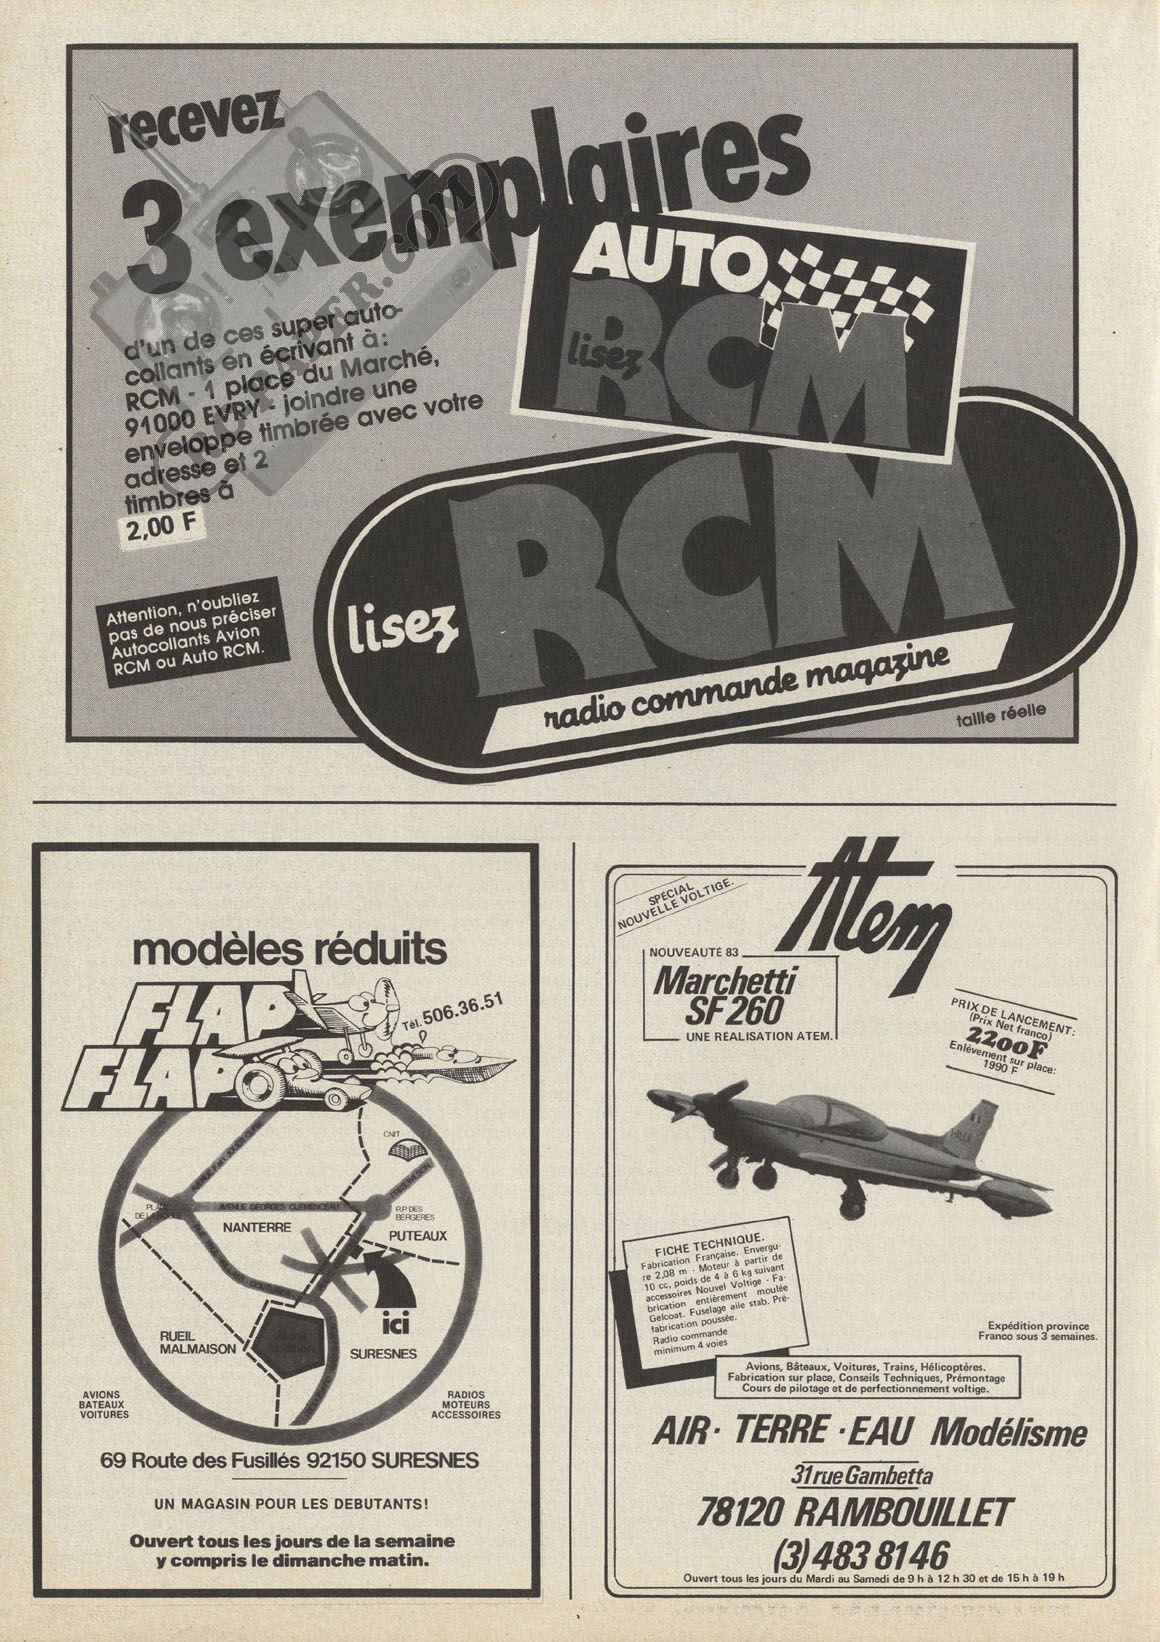 recevez
3 exemplaires
d'un de ces super auto-
collants en écrivant à:
RCM - 1 place du Marché,
91000 EVRY - joindre une
enveloppe timbrée avec votre
adresse et 2
timbres à
2,00 F
AUTO
lisez
RCM
Attention, n'oubliez
pas de nous préciser
Autocollants Avion
RCM ou Auto RCM.
lisez
RCM
radio commande magazine
taille réelle
modèles réduits
FLAP
FLAP
Tél. 506.36.51
CNIT
AVENUE GEORGES CLEMENCEAU
NANTERRE
R.P DES
BERGERES
PUTEAUX
ici
RUEIL
MALMAISON
SURESNES
AVIONS
BATEAUX
VOITURES
RADIOS
MOTEURS
ACCESSOIRES
69 Route des Fusillés 92150 SURESNES
UN MAGASIN POUR LES DEBUTANTS!
Ouvert tous les jours de la semaine
y compris le dimanche matin.
Atem
SPÉCIAL
NOUVELLE VOLTIGE.
NOUVEAUTÉ 83
Marchetti
SF 260
UNE RÉALISATION ATEM.
PRIX DE LANCEMENT:
(Prix Net franco)
2200F
Enlèvement sur place:
1990 F
FICHE TECHNIQUE.
Fabrication Française. Envergu-
re 2,08 m - Moteur à partir de
10 cc, poids de 4 à 6 kg suivant
accessoires Nouvel Voltige - Fa-
brication entièrement moulée
Gelcoat. Fuselage aile stab. Pré-
fabrication poussée.
Radio commande
minimum 4 voies
Expédition province
Franco sous 3 semaines.
Avions, Bâteaux, Voitures, Trains, Hélicoptères.
Fabrication sur place, Conseils Techniques, Prémontage
Cours de pilotage et de perfectionnement voltige.
AIR · TERRE · EAU Modélisme
31 rue Gambetta
78120 RAMBOUILLET
(3) 483 81 46
Ouvert tous les jours du Mardi au Samedi de 9 h à 12 h 30 et de 15 h à 19 h